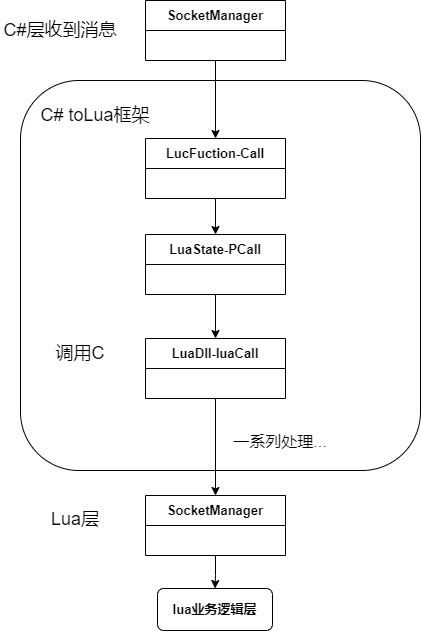 SocketManager
C#层收到消息
C# toLua框架
LucFuction-Call
LuaState-PCall
调用C
LuaDll-luaCall
一系列处理...
SocketManager
Lua层
lua业务逻辑层